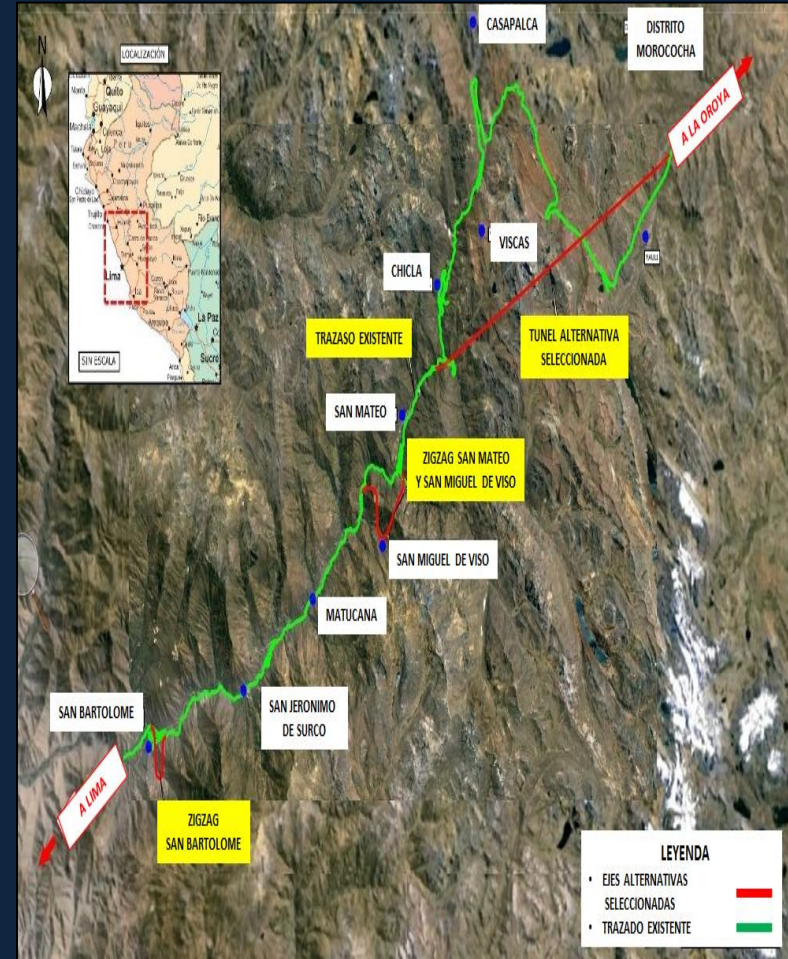 N
LOCALIZACIÓN
Quito
Guayaquil
Trujillo
Lima
Ica
La Paz
Sucre
SIN ESCALA
CASAPALCA
DISTRITO
MOROCOCHA
A LA OROYA
VISCAS
CHICLA
TRAZASO EXISTENTE
TUNEL ALTERNATIVA
SELECCIONADA
SAN MATEO
ZIGZAG SAN MATEO
Y SAN MIGUEL DE VISO
SAN MIGUEL DE VISO
MATUCANA
SAN BARTOLOME
SAN JERONIMO
DE SURCO
A LIMA
ZIGZAG
SAN BARTOLOME
LEYENDA
• EJES ALTERNATIVAS
SELECCIONADAS
• TRAZADO EXISTENTE